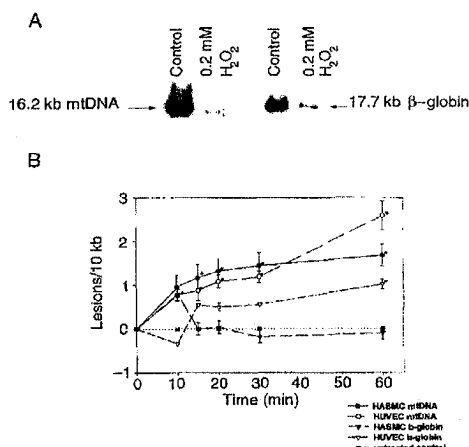 A
Control
0.2 mM
H2O2
Control
0.2 mM
H2O2
16.2 kb mtDNA
17.7 kb β-globin
B
Lesions/10 kb
3
2
1
0
-1
0 10 20 30 40 50 60
Time (min)
HASMC mtDNA
HUVEC mtDNA
HASMC b-globin
HUVEC b-globin